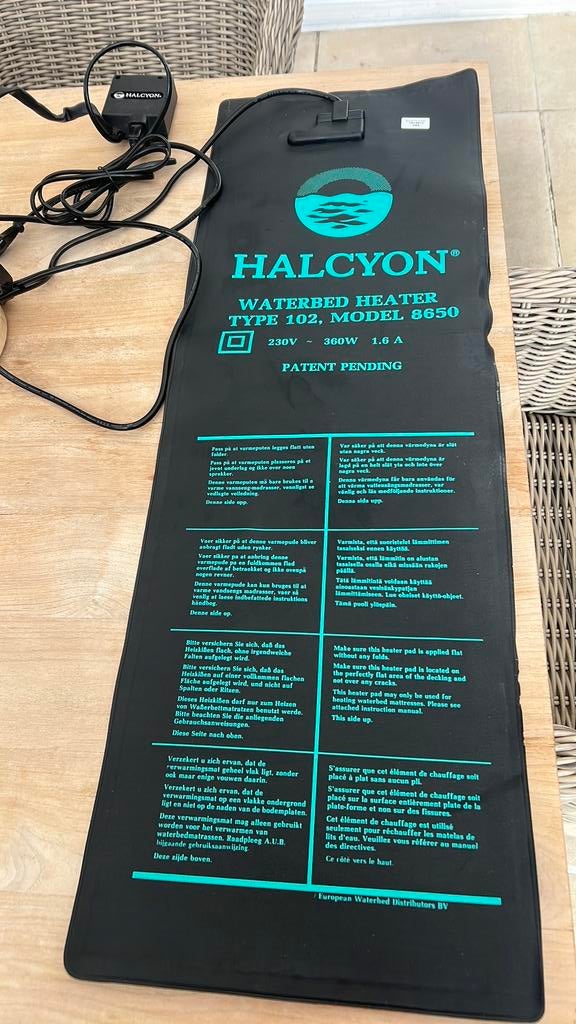 HALCYON
HALCYON®
WATERBED HEATER
TYPE 102, MODEL 8650
230V ~ 360W 1.6 A
PATENT PENDING
Pass på at varmeputen legges flatt uten
folder
Pass på at varmeputen plasseres på et
jevnt underlag og ikke over noen
sprekker.
Denne varmeputen må bare brukes til å
varme vannseng-madrasser, vennligst se
vedlagte veiledning.
Denne side opp.
Var säker på att denna värmedyna är slät
utan nagra veck.
Var säker på att denna värmedyna är
lagd på en helt slät yta och inte över
nagra veck.
Denna värmedyna får bara användas för
att värma vattensängsmadrasser, var
vänlig och läs medföljande instruktioner.
Denna sida upp.
Vaer sikker på at denne varmepude bliver
anbragt fladt uden rynker.
Vaer sikker pa at anbring denne
varmepude pa en fuldkommen flad
overflade af betraekket og ikke ovenpå
nogen revner.
Denne varmepude kan kun bruges til at
varme vandsengs madrasser, vaer så
venlig at laese indbefattede instruktions
håndbog.
Denne side op.
Varmista, että suoristelet lämmittimen
tasaiseksi ennen käyttöä.
Varmista, että lämmitin on alustan
tasaisella osalla eikä missään rakojen
päällä.
Tätä lämmitintä voidaan käyttää
ainoastaan vesisänkypatjan
lämmittämiseen. Lue oheiset käyttö-ohjeet.
Tämä puoli ylöspäin.
Bitte versichern Sie sich, daß das
Heizkißen flach, ohne irgendwelche
Falten aufgelegt wird.
Bitte versichern Sie sich, daß das
Heizkißen auf einer vollkommen flachen
Fläche aufgelegt wird, und nicht auf
Spalten oder Ritzen.
Dieses Heizkißen darf nur zum Heizen
von Waßerbettmatratzen benutzt werde.
Bitte beachten Sie die anliegenden
Gebrauchsanweisungen.
Diese Seite nach oben.
Make sure this heater pad is applied flat
without any folds.
Make sure this heater pad is located on
the perfectly flat area of the decking and
not over any cracks.
This heater pad may only be used for
heating waterbed mattresses. Please see
attached instruction manual.
This side up.
Verzekert u zich ervan, dat de
verwarmingsmat geheel vlak ligt, zonder
ook maar enige vouwen daarin.
Verzekert u zich ervan, dat de
verwarmingsmat op een vlakke ondergrond
ligt en niet op de naden van de bodemplaten.
Deze verwarmingsmat mag alleen gebruikt
worden voor het verwarmen van
waterbedmatrassen. Raadpleeg A.U.B.
bijgaande gebruiksaanwijzing.
Deze zijde boven.
S'assurer que cet élément de chauffage soit
placé à plat sans aucun pli.
S'assurer que cet élément de chauffage soit
placé sur la surface entièrement plate de la
plate-forme et non sur des fissures.
Cet élément de chauffage est utilisé
seulement pour réchauffer les matelas de
lits d'eau. Veuillez vous référer au manuel
des directives.
Ce côté vers le haut.
European Waterbed Distributors BV